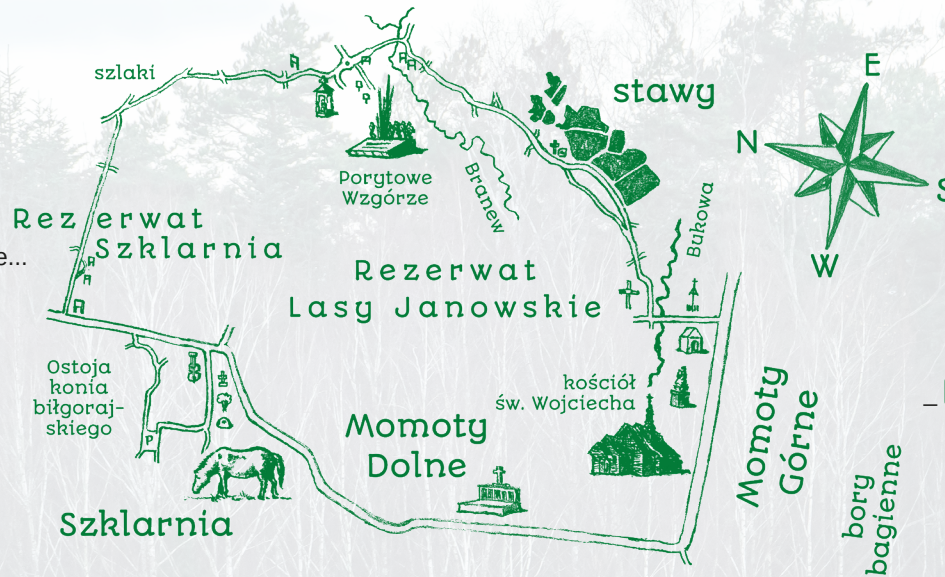 szlaki
stawy
E
N
S
W
Porytowe
Wzgórze
Branew
Bukowa
Rezerwat
Szklarnia
e...
Rezerwat
Lasy Janowskie
Ostoja
konia
biłgoraj-
skiego
P
kościół
św. Wojciecha
Momoty
Dolne
Momoty
Górne
bory
bagienne
Szklarnia
–